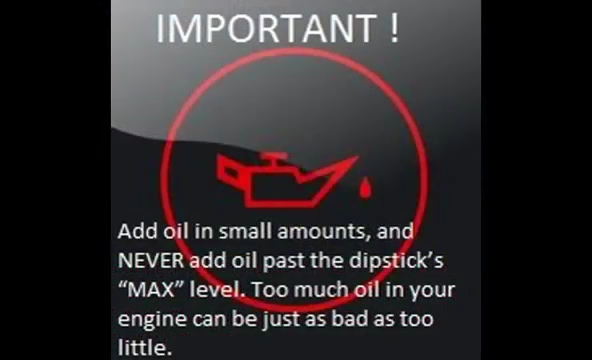 IMPORTANT !
Add oil in small amounts, and
NEVER add oil past the dipstick’s
“MAX” level. Too much oil in your
engine can be just as bad as too
little.